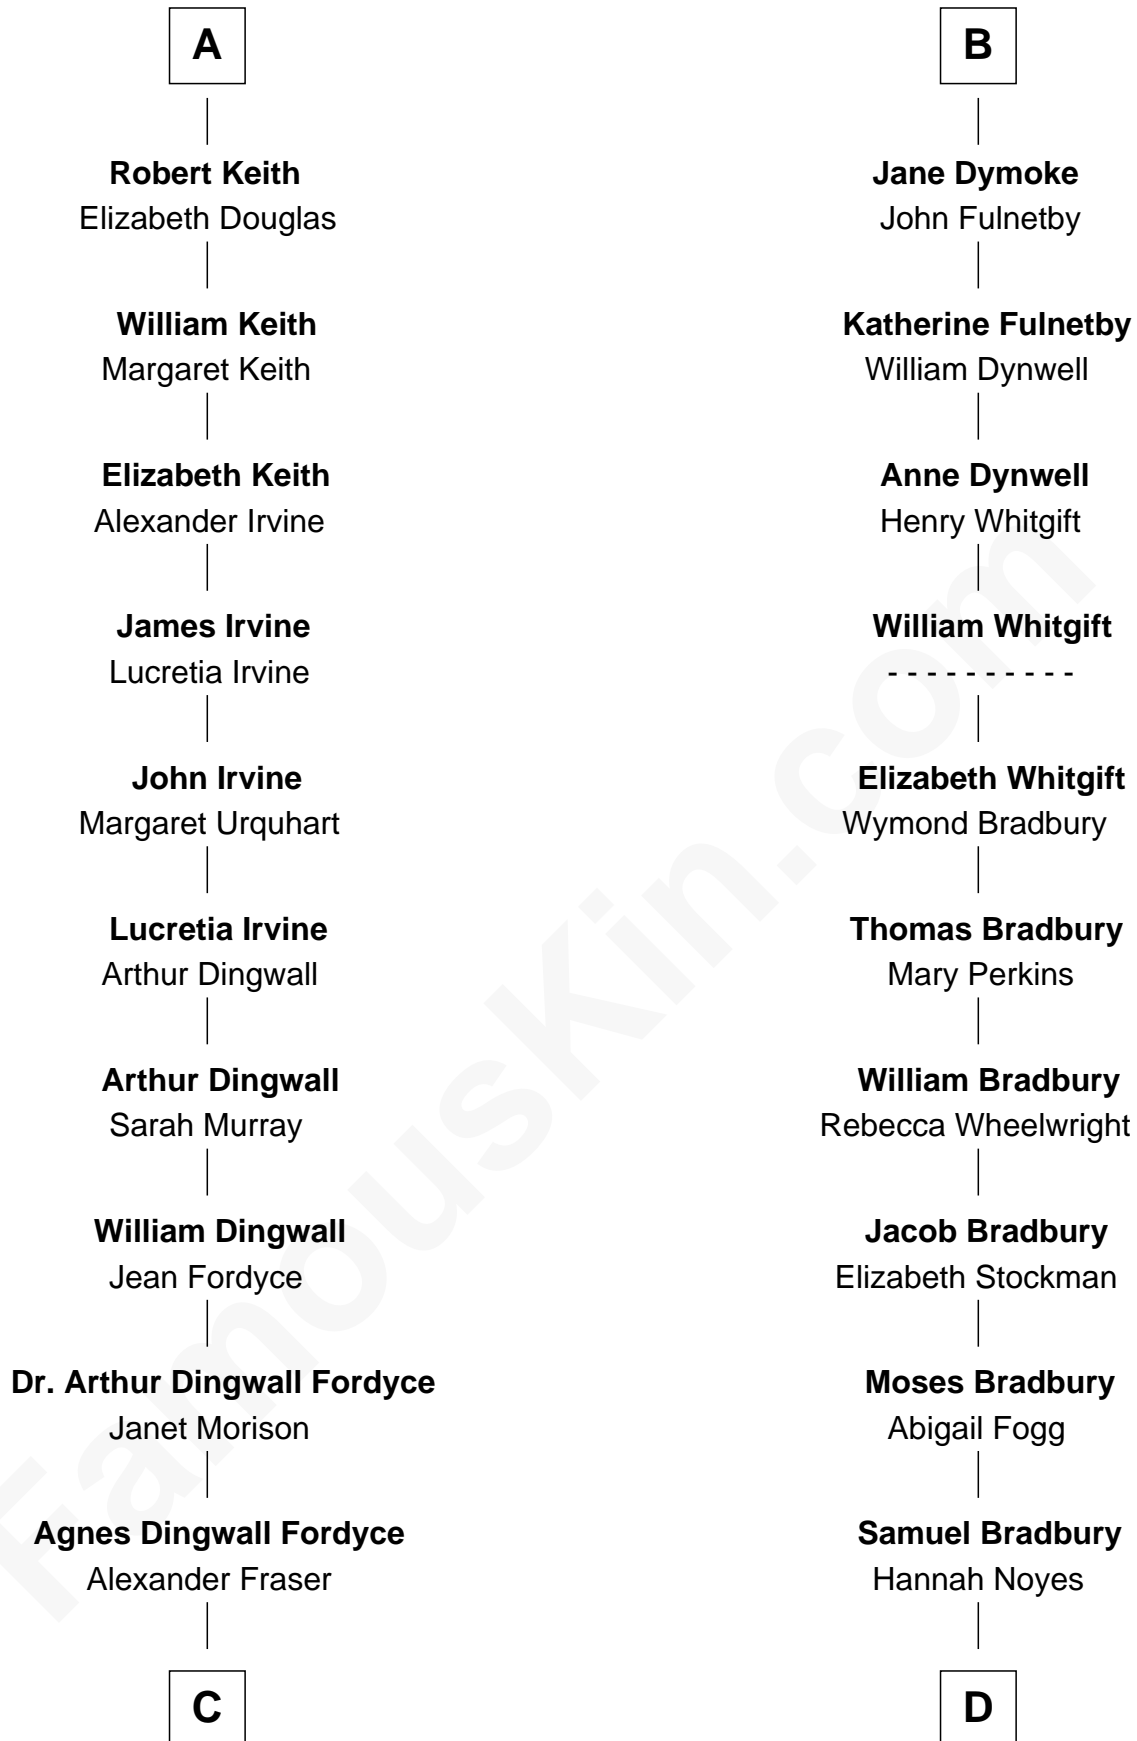 A
Robert Keith
Elizabeth Douglas
William Keith
Margaret Keith
Elizabeth Keith
Alexander Irvine
James Irvine
Lucretia Irvine
John Irvine
Margaret Urquhart
Lucretia Irvine
Arthur Dingwall
Arthur Dingwall
Sarah Murray
William Dingwall
Jean Fordyce
Dr. Arthur Dingwall Fordyce
Janet Morison
Agnes Dingwall Fordyce
Alexander Fraser
C
B
Jane Dymoke
John Fulnetby
Katherine Fulnetby
William Dynwell
Anne Dynwell
Henry Whitgift
William Whitgift
- - - - - - - - - -
Elizabeth Whitgift
Wymond Bradbury
Thomas Bradbury
Mary Perkins
William Bradbury
Rebecca Wheelwright
Jacob Bradbury
Elizabeth Stockman
Moses Bradbury
Abigail Fogg
Samuel Bradbury
Hannah Noyes
D
FamousKin.com